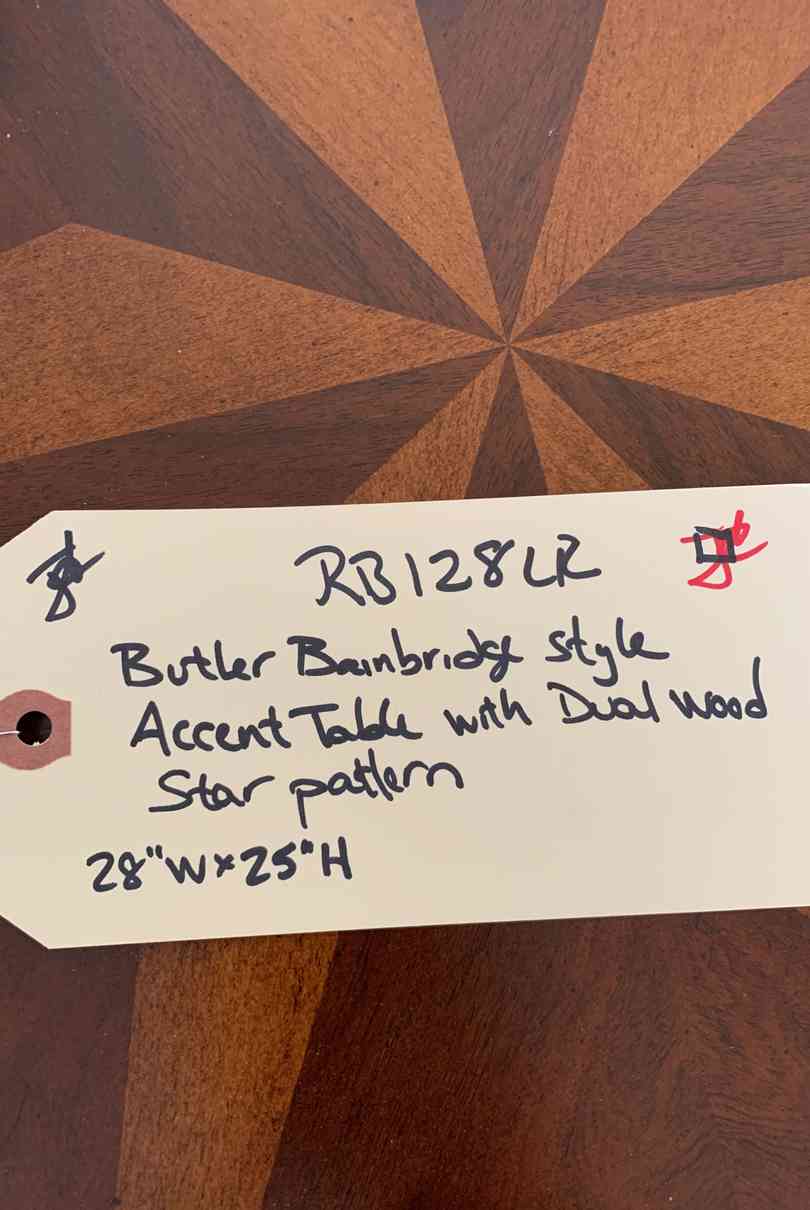 RB128LR
Butler Bainbridge style
Accent Table with Dual Wood
Star pattern
28"W x 25"H